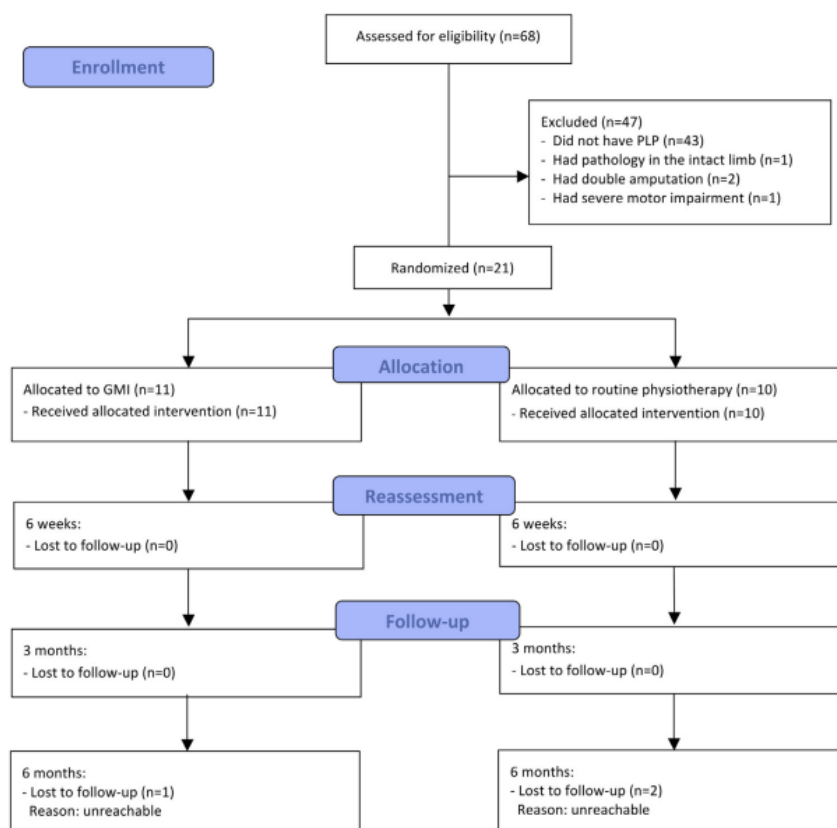 Assessed for eligibility (n=68)
Enrollment
Excluded (n=47)
- Did not have PLP (n=43)
- Had pathology in the intact limb (n=1)
- Had double amputation (n=2)
- Had severe motor impairment (n=1)
Randomized (n=21)
Allocation
Allocated to GMI (n=11)
- Received allocated intervention (n=11)
Allocated to routine physiotherapy (n=10)
- Received allocated intervention (n=10)
Reassessment
6 weeks:
- Lost to follow-up (n=0)
6 weeks:
- Lost to follow-up (n=0)
Follow-up
3 months:
- Lost to follow-up (n=0)
3 months:
- Lost to follow-up (n=0)
6 months:
- Lost to follow-up (n=1)
Reason: unreachable
6 months:
- Lost to follow-up (n=2)
Reason: unreachable